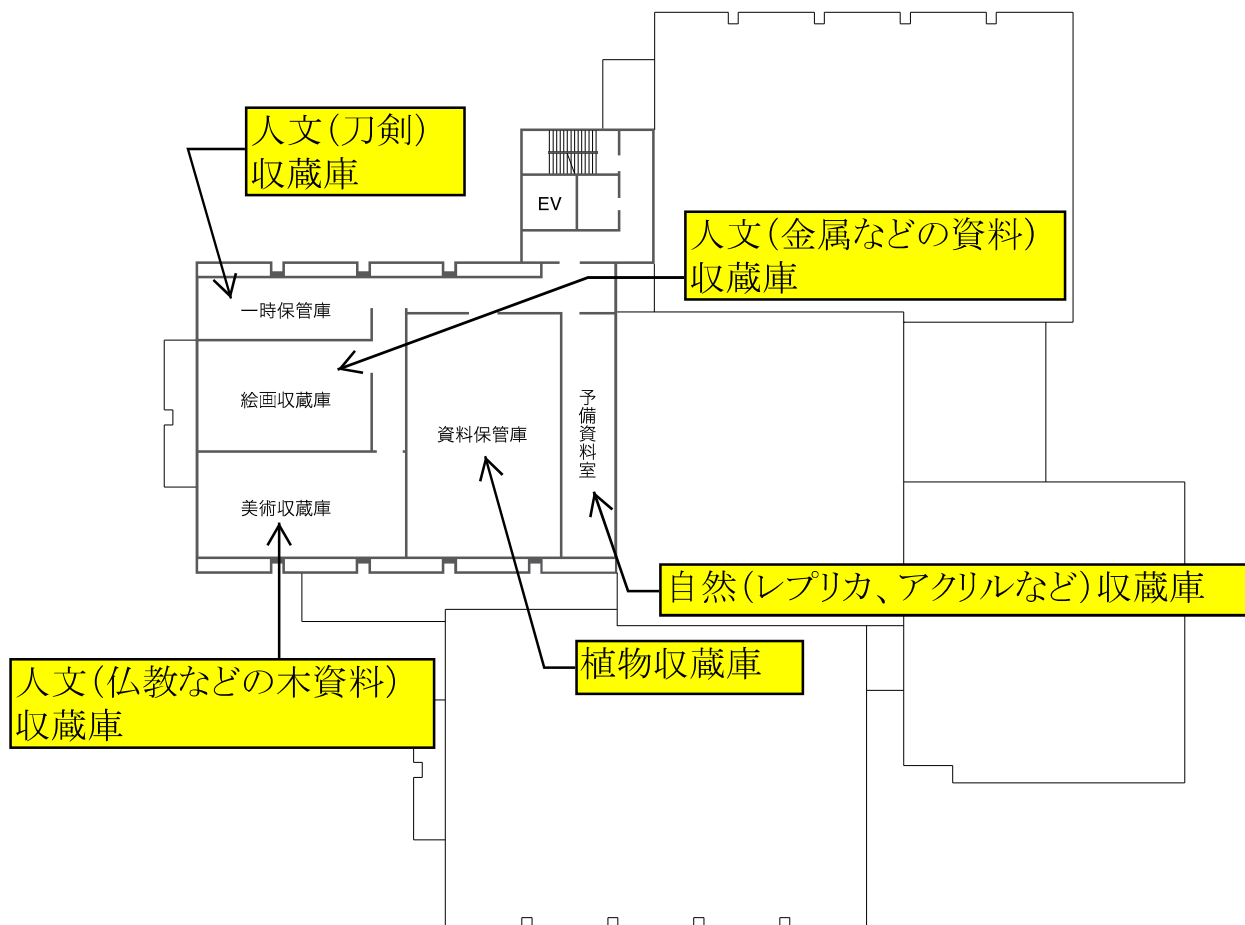 人文(刀剣)
収蔵庫
EV
人文(金属などの資料)
収蔵庫
一時保管庫
絵画収蔵庫
予備資料室
資料保管庫
美術収蔵庫
自然(レプリカ、アクリルなど)収蔵庫
植物収蔵庫
人文(仏教などの木資料)
収蔵庫